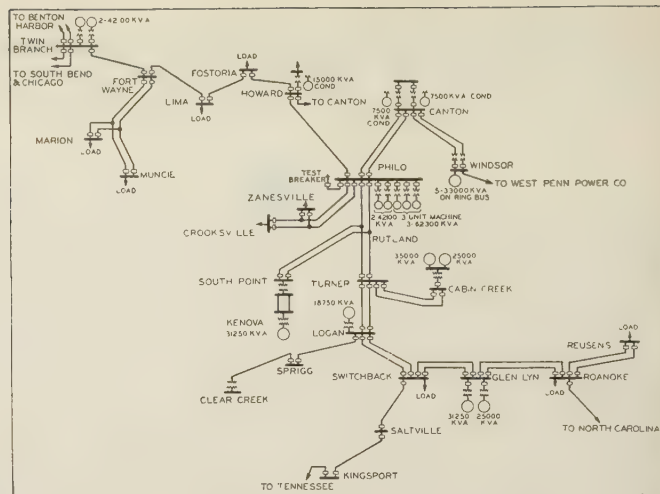 TO BENTON
HARBOR
2-4200 KVA
TWIN
BRANCH
TO SOUTH BEND
& CHICAGO
FORT
WAYNE
LIMA
LOAD
FOSTORIA
LOAD
HOWARD
15000 KVA
COND
TO CANTON
7500
KVA
COND
7500 KVA COND
CANTON
WINDSOR
TO WEST PENN POWER CO
5-33000KVA
ON RING BUS
MARION
LOAD
MUNCIE
LOAD
PHILO
TEST
BREAKER
2-42100
KVA
3 UNIT MACHINE
3-62300 KVA
ZANESVILLE
CROOKSVILLE
RUTLAND
SOUTH POINT
KENOVA
31250 KVA
TURNER
35000
KVA
25000
KVA
CABIN CREEK
18750 KVA
LOGAN
SPRIGG
CLEAR CREEK
SWITCHBACK
LOAD
GLEN LYN
31250
KVA
25000
KVA
REUSENS
LOAD
ROANOKE
LOAD
TO NORTH CAROLINA
SALTVILLE
KINGSPORT
TO TENNESSEE